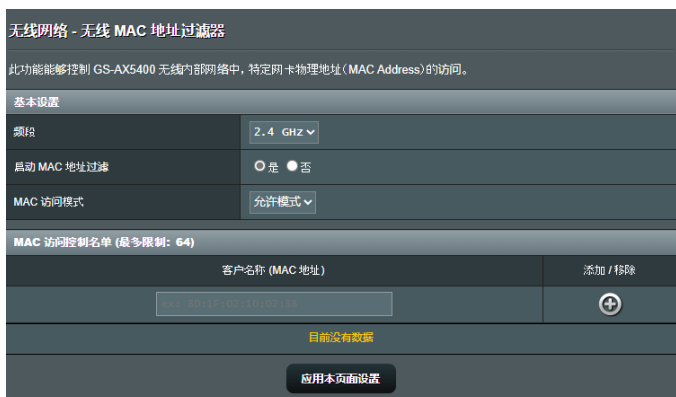 无线网络 - 无线 MAC 地址过滤器
此功能能够控制 GS-AX5400 无线内部网络中, 特定网卡物理地址(MAC Address)的访问。
基本设置
频段
2.4 GHz
启动 MAC 地址过滤
是 否
MAC 访问模式
允许模式
MAC 访问控制名单 (最多限制: 64)
客户名称 (MAC 地址)
添加 / 移除
目前没有数据
应用本页面设置